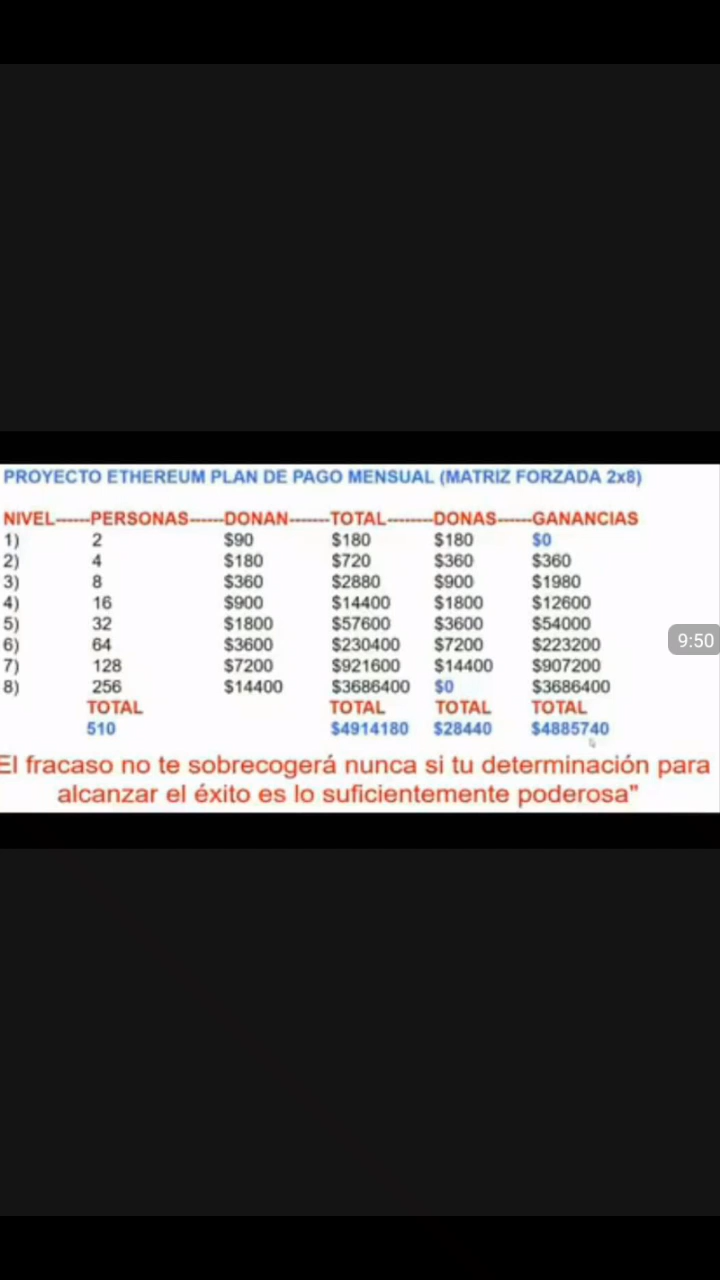 PROYECTO ETHEREUM PLAN DE PAGO MENSUAL (MATRIZ FORZADA 2x8)
NIVEL------PERSONAS------DONAN-------TOTAL--------DONAS------GANANCIAS
1) 2 $90 $180 $180 $0
2) 4 $180 $720 $360 $360
3) 8 $360 $2880 $900 $1980
4) 16 $900 $14400 $1800 $12600
5) 32 $1800 $57600 $3600 $54000
6) 64 $3600 $230400 $7200 $223200
7) 128 $7200 $921600 $14400 $907200
8) 256 $14400 $3686400 $0 $3686400
TOTAL TOTAL TOTAL TOTAL
510 $4914180 $28440 $4885740
9:50
El fracaso no te sobrecogerá nunca si tu determinación para
alcanzar el éxito es lo suficientemente poderosa"